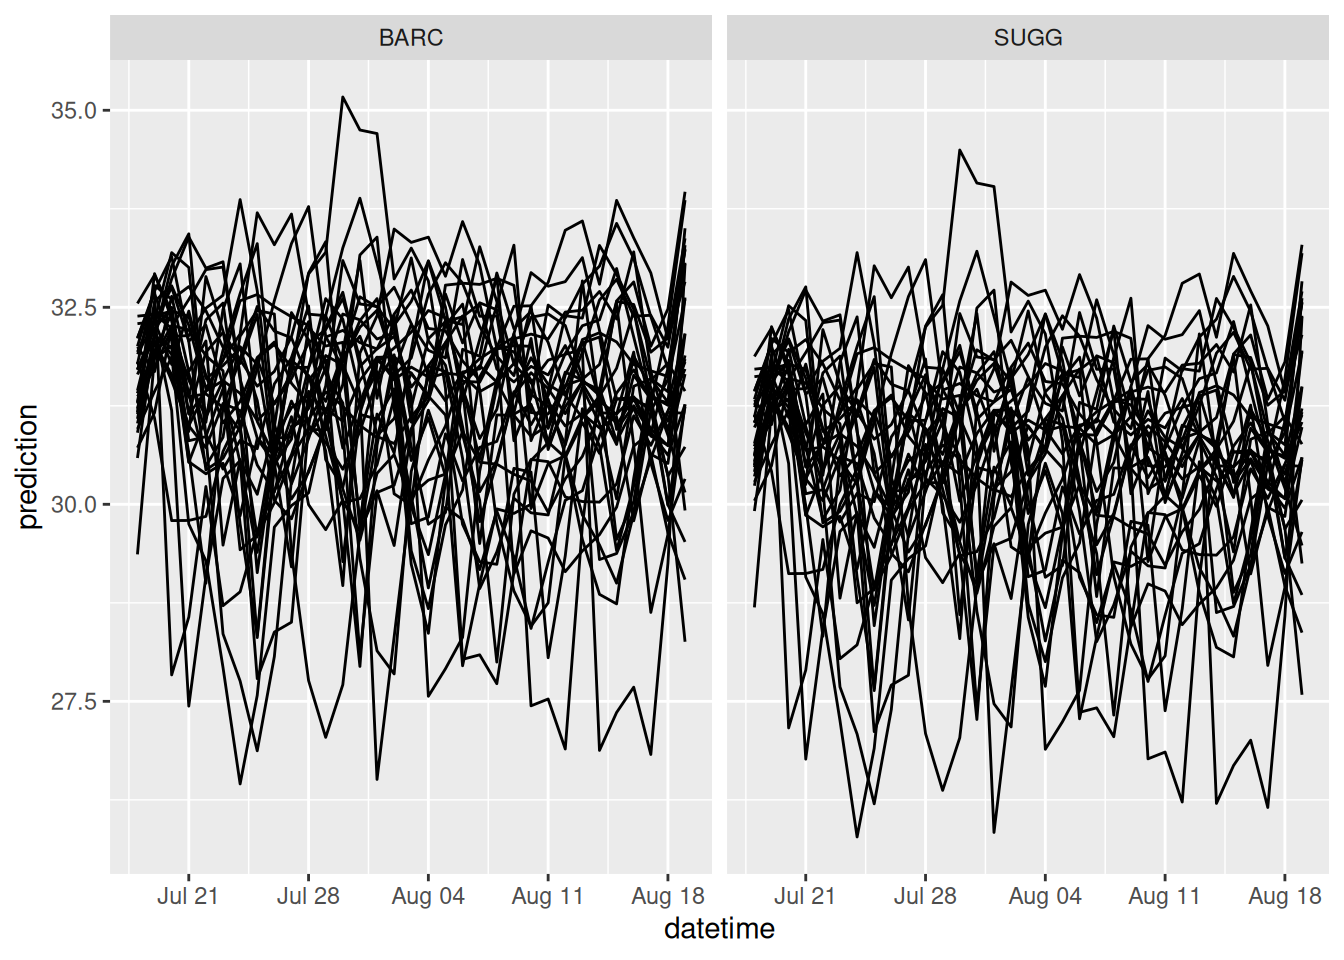 BARC SUGG
35.0
32.5
30.0
27.5
prediction
Jul 21 Jul 28 Aug 04 Aug 11 Aug 18 Jul 21 Jul 28 Aug 04 Aug 11 Aug 18
datetime